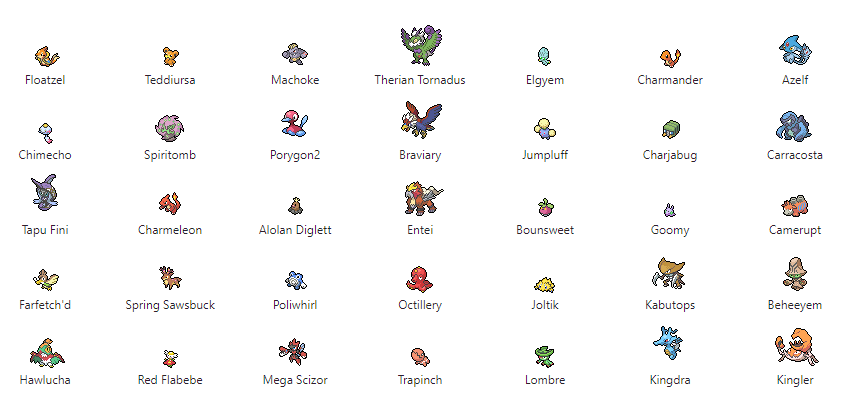 Floatzel Teddiursa Machoke Therian Tornadus Elgyem Charmander Azelf
Chimecho Spiritomb Porygon2 Braviary Jumpluff Charjabug Carracosta
Tapu Fini Charmeleon Alolan Diglett Entei Bounsweet Goomy Camerupt
Farfetch'd Spring Sawsbuck Poliwhirl Octillery Joltik Kabutops Beheeyem
Hawlucha Red Flabebe Mega Scizor Trapinch Lombre Kingdra Kingler